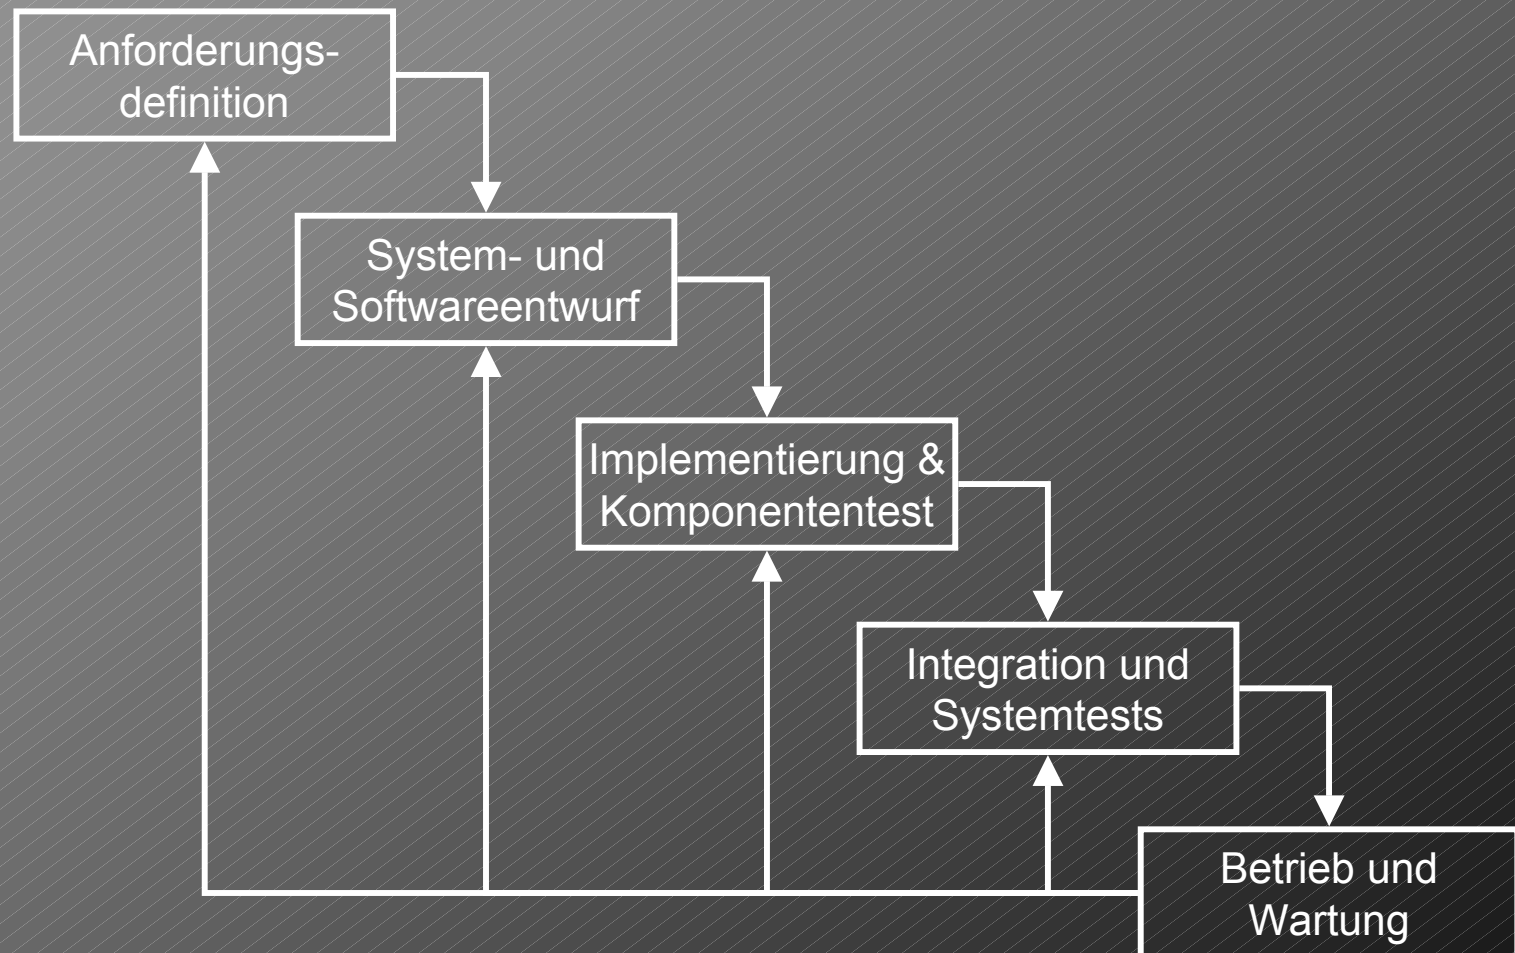 Anforderungs-
definition
System- und
Softwareentwurf
Implementierung &
Komponententest
Integration und
Systemtests
Betrieb und
Wartung